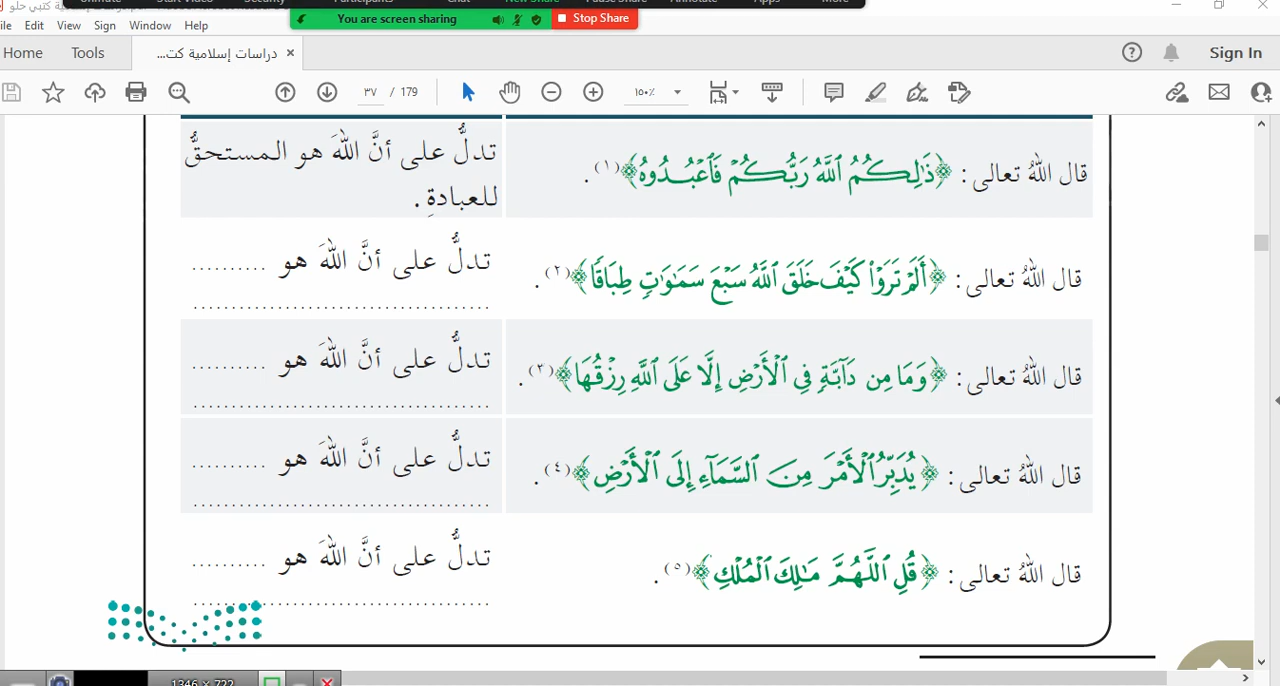 You are screen sharing
Stop Share
File Edit View Sign Window Help
Home Tools دراسات إسلامية كت...
Sign In
٣٧ / 179
١٥٠٪
قال اللهُ تعالى : ﴿ذَٰلِكُمُ ٱللَّهُ رَبُّكُمْ فَٱعْبُدُوهُ﴾(١).
تدلُّ على أنَّ اللهَ هو المستحقُّ
للعبادةِ .
قال اللهُ تعالى : ﴿أَلَمْ تَرَوْا۟ كَيْفَ خَلَقَ ٱللَّهُ سَبْعَ سَمَٰوَٰتٍ طِبَاقًا﴾(٢).
تدلُّ على أنَّ اللهَ هو ..........
......................................
قال اللهُ تعالى : ﴿وَمَا مِن دَآبَّةٍ فِي ٱلْأَرْضِ إِلَّا عَلَى ٱللَّهِ رِزْقُهَا﴾(٣).
تدلُّ على أنَّ اللهَ هو ..........
......................................
قال اللهُ تعالى : ﴿يُدَبِّرُ ٱلْأَمْرَ مِنَ ٱلسَّمَآءِ إِلَى ٱلْأَرْضِ﴾(٤).
تدلُّ على أنَّ اللهَ هو ..........
......................................
قال اللهُ تعالى : ﴿قُلِ ٱللَّهُمَّ مَٰلِكَ ٱلْمُلْكِ﴾(٥).
تدلُّ على أنَّ اللهَ هو ..........
......................................
1346 × 722